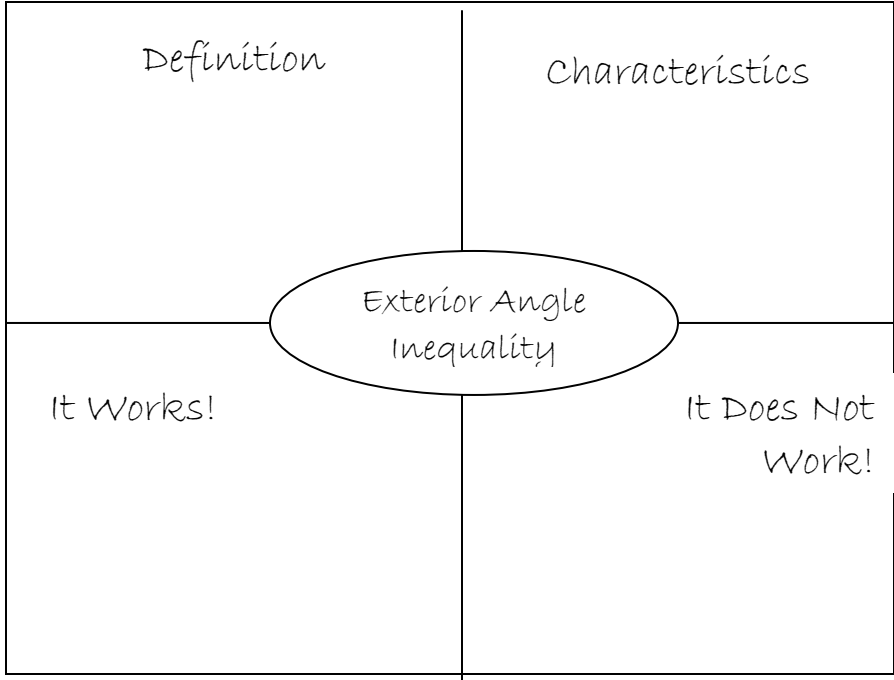 Definition
Characteristics
Exterior Angle
Inequality
It Works!
It Does Not
Work!